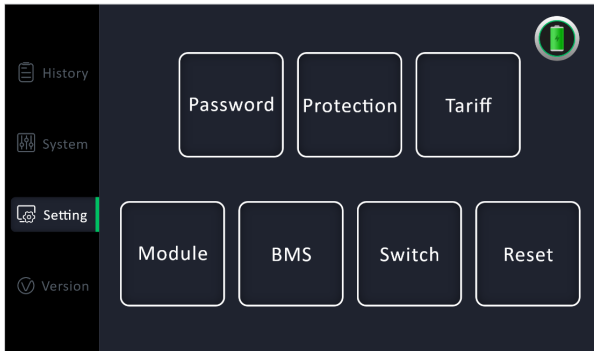 History
System
Setting
Version
Password
Protection
Tariff
Module
BMS
Switch
Reset